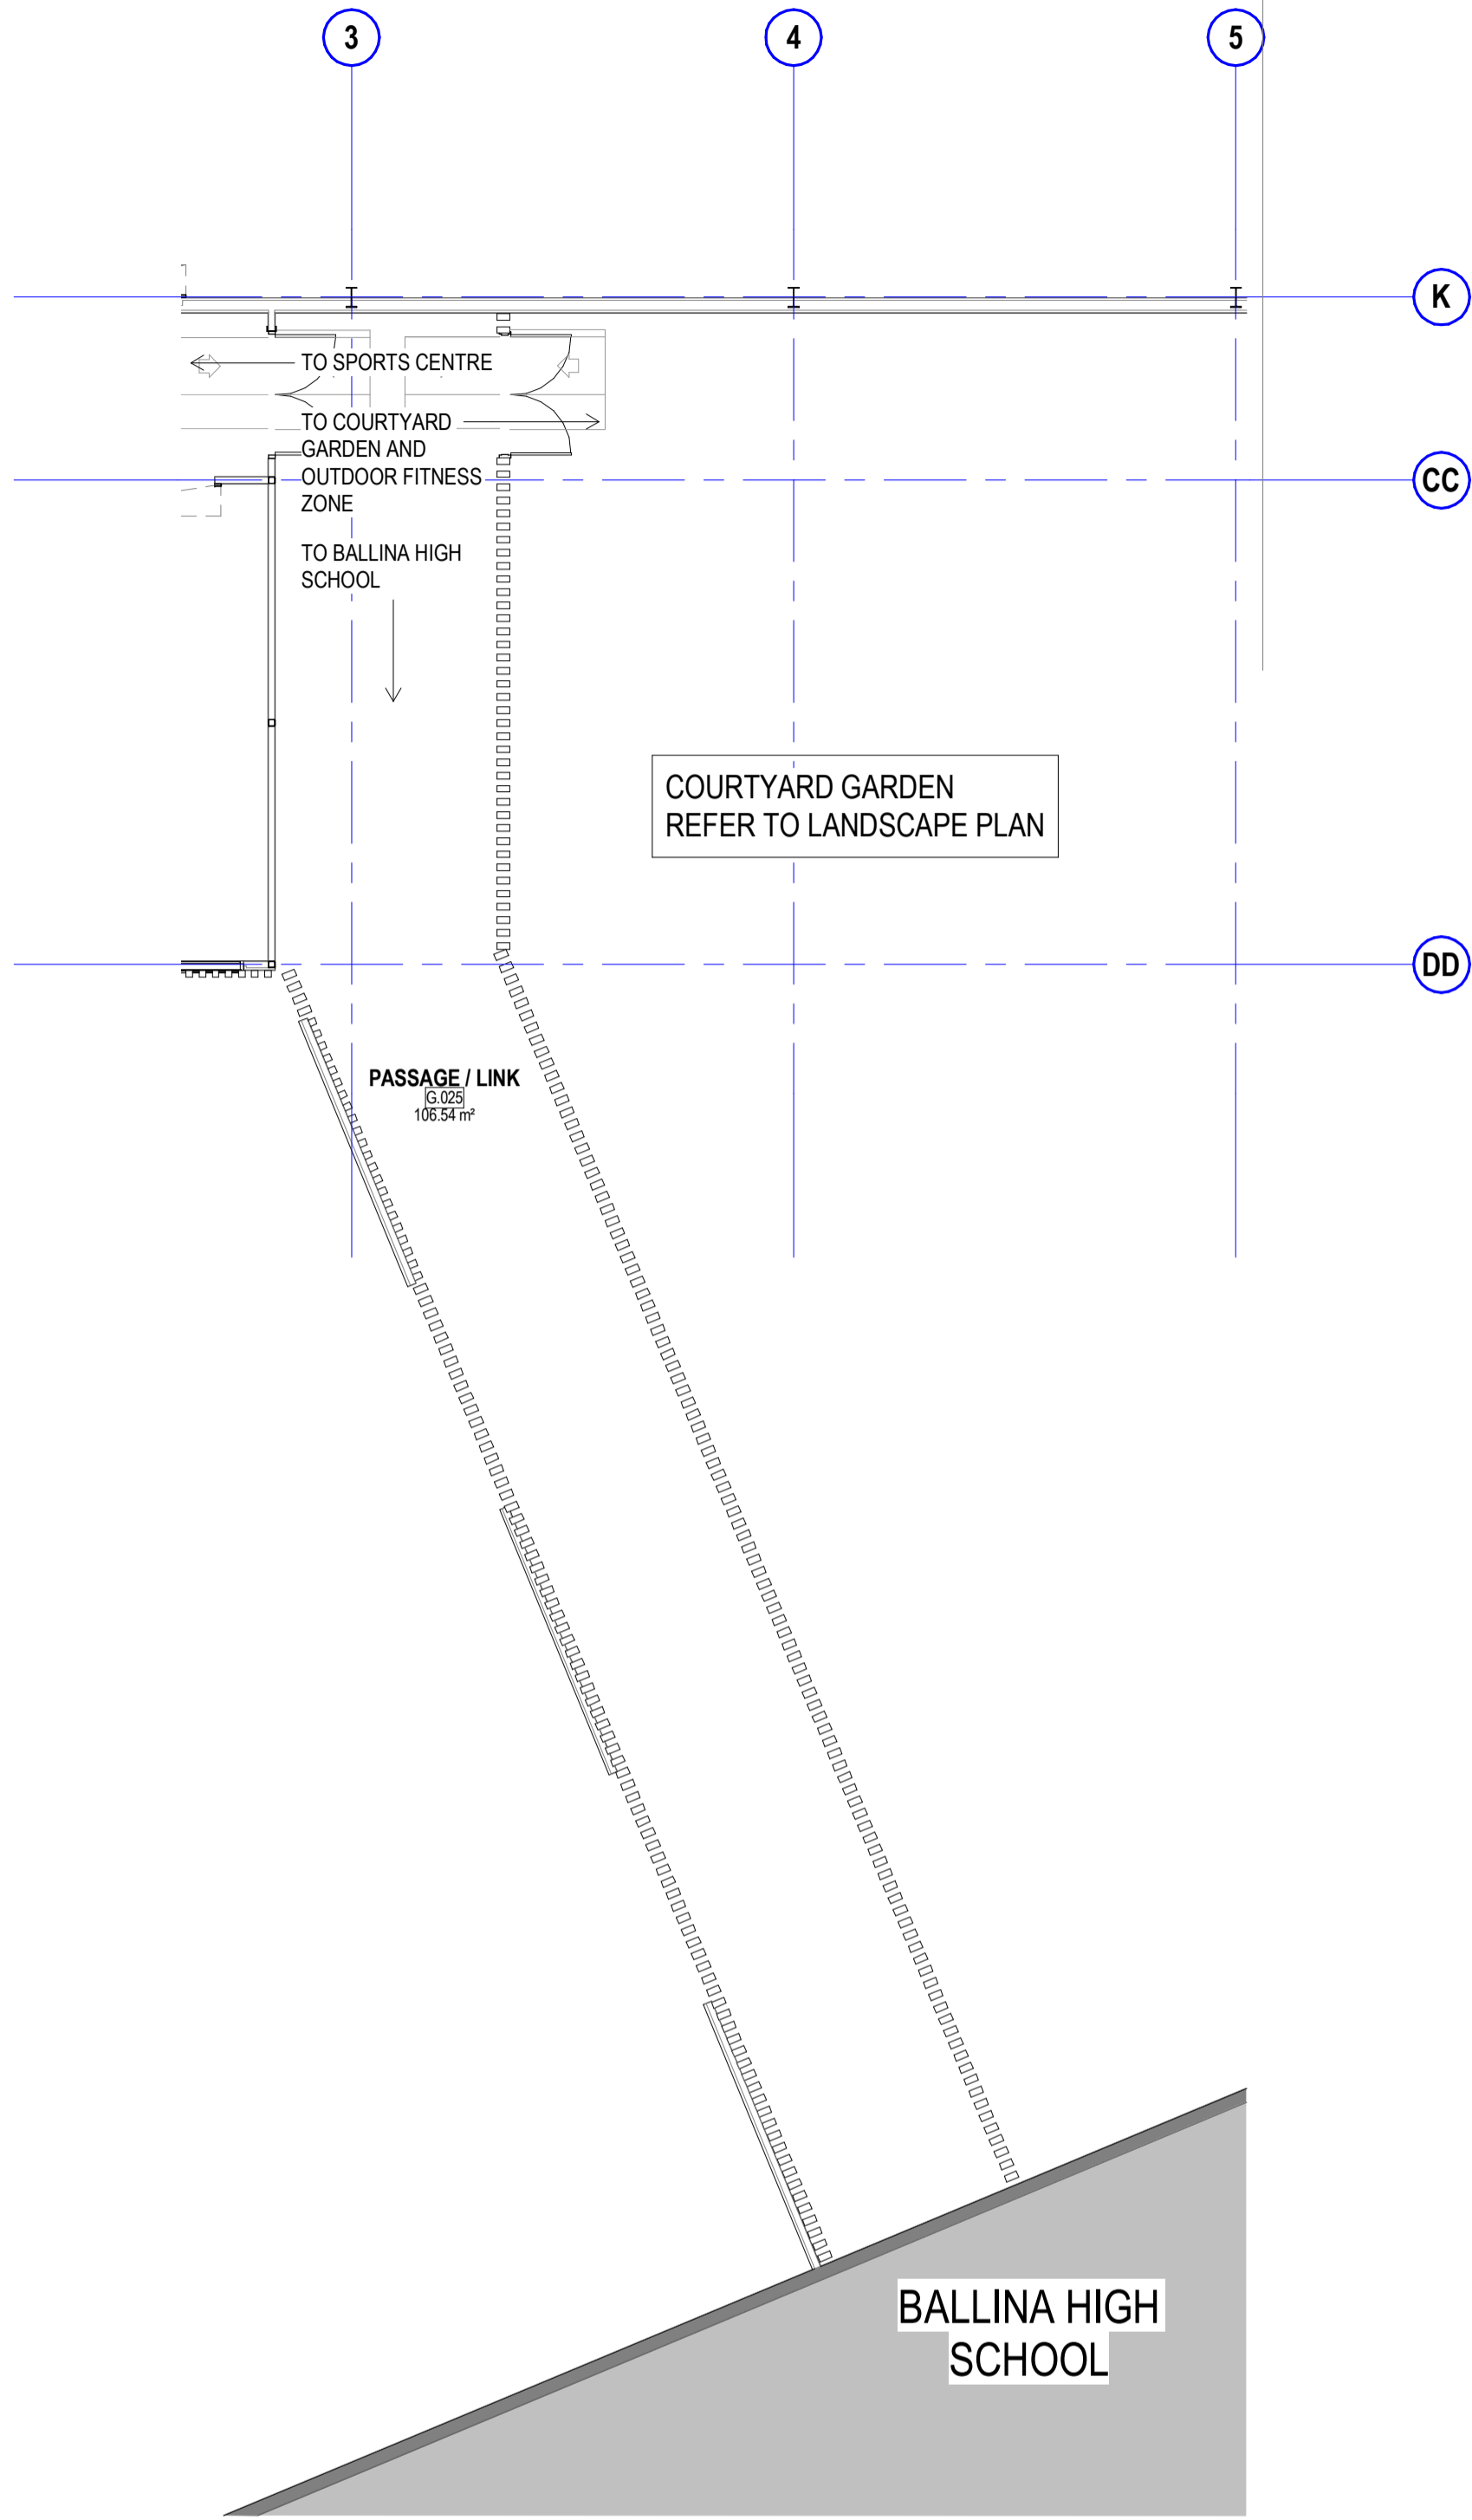 3
4
5
K
TO SPORTS CENTRE
TO COURTYARD
GARDEN AND
OUTDOOR FITNESS
ZONE
CC
TO BALLINA HIGH
SCHOOL
COURTYARD GARDEN
REFER TO LANDSCAPE PLAN
DD
PASSAGE / LINK
G.025
106.54 m²
BALLINA HIGH
SCHOOL